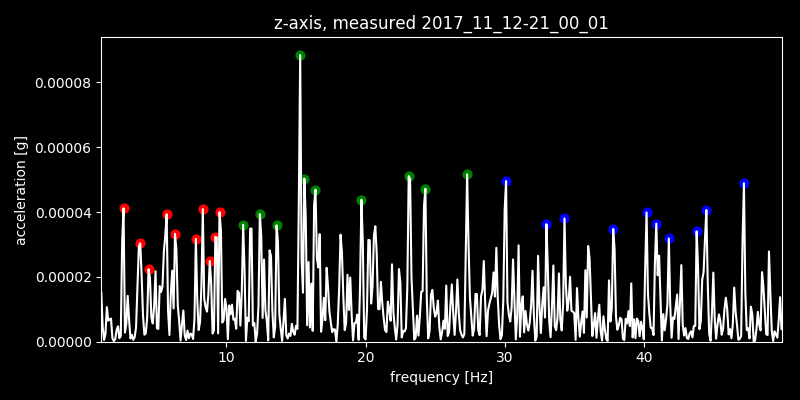 z-axis, measured 2017_11_12-21_00_01
0.00008
0.00006
0.00004
0.00002
0.00000
acceleration [g]
10 20 30 40
frequency [Hz]